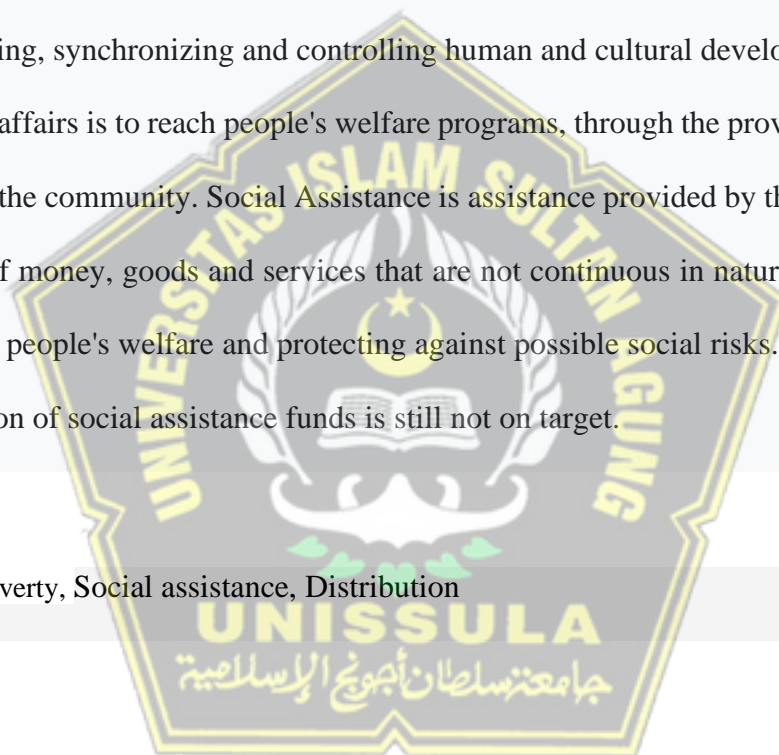 ing, synchronizing and controlling human and cultural develo
affairs is to reach people's welfare programs, through the prov
the community. Social Assistance is assistance provided by th
f money, goods and services that are not continuous in natur
people's welfare and protecting against possible social risks.
on of social assistance funds is still not on target.
verty, Social assistance, Distribution
UNIVERSITAS ISLAM SULTAN AGUNG
UNISSULA
جامعة سلطان أجونج الإسلامية